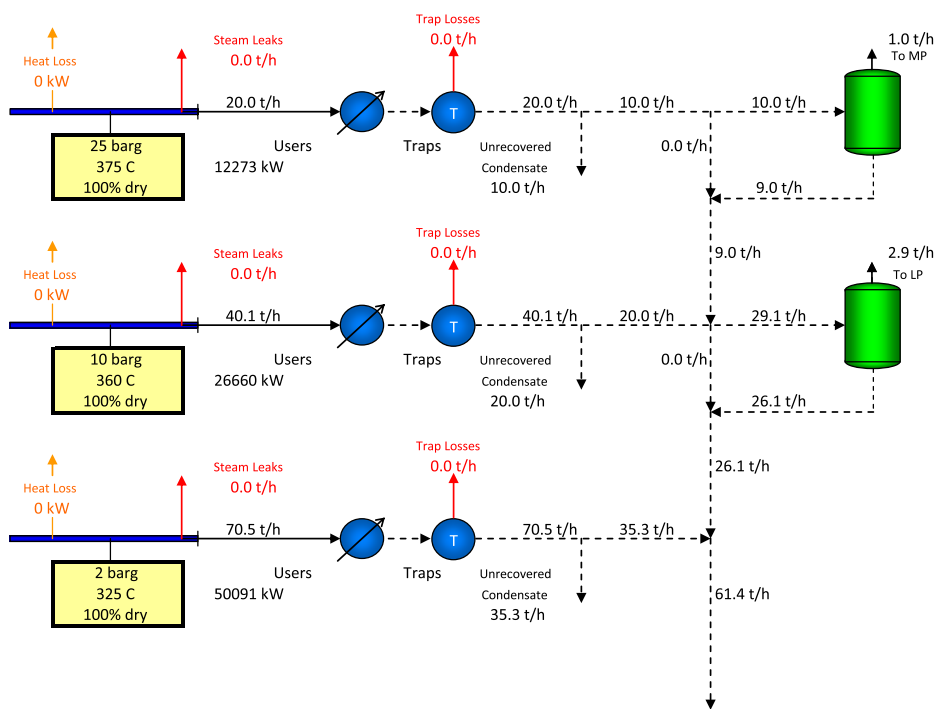 Trap Losses
0.0 t/h
Steam Leaks
0.0 t/h
Heat Loss
0 kW
1.0 t/h
To MP
20.0 t/h
T
20.0 t/h
10.0 t/h
10.0 t/h
25 barg
375 C
100% dry
Users
12273 kW
Traps
Unrecovered
Condensate
10.0 t/h
0.0 t/h
9.0 t/h
Trap Losses
0.0 t/h
Steam Leaks
0.0 t/h
Heat Loss
0 kW
9.0 t/h
2.9 t/h
To LP
40.1 t/h
T
40.1 t/h
20.0 t/h
29.1 t/h
10 barg
360 C
100% dry
Users
26660 kW
Traps
Unrecovered
Condensate
20.0 t/h
0.0 t/h
26.1 t/h
Trap Losses
0.0 t/h
Steam Leaks
0.0 t/h
Heat Loss
0 kW
26.1 t/h
70.5 t/h
T
70.5 t/h
35.3 t/h
2 barg
325 C
100% dry
Users
50091 kW
Traps
Unrecovered
Condensate
35.3 t/h
61.4 t/h